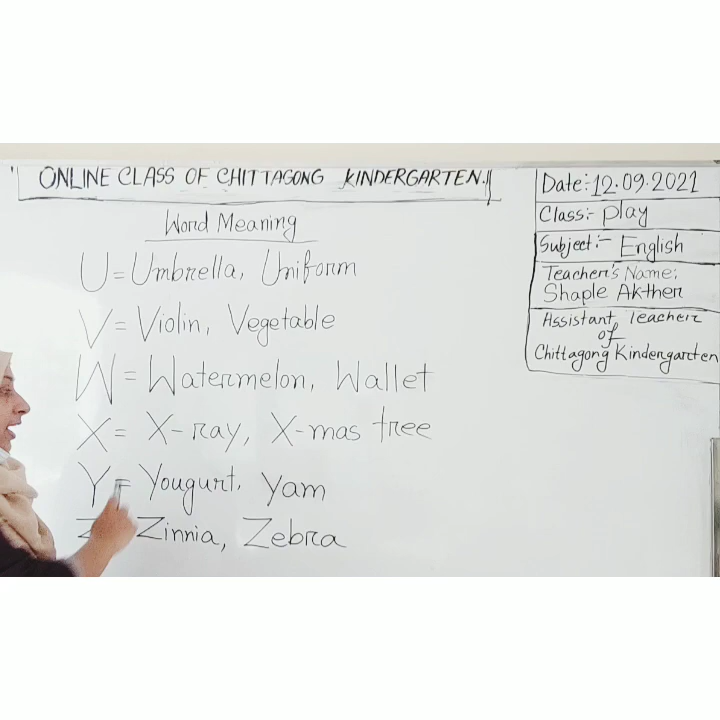 ONLINE CLASS OF CHITTAGONG KINDERGARTEN.
Word Meaning
U = Umbrella, Uniform
V = Violin, Vegetable
W = Watermelon, Wallet
X = X-ray, X-mas tree
Y = Yougurt, Yam
Z Zinnia, Zebra
Date:-12.09.2021
Class:- Play
Subject:- English
Teacher's Name:
Shaple Akther
Assistant Teacher
of
Chittagong Kindergarten